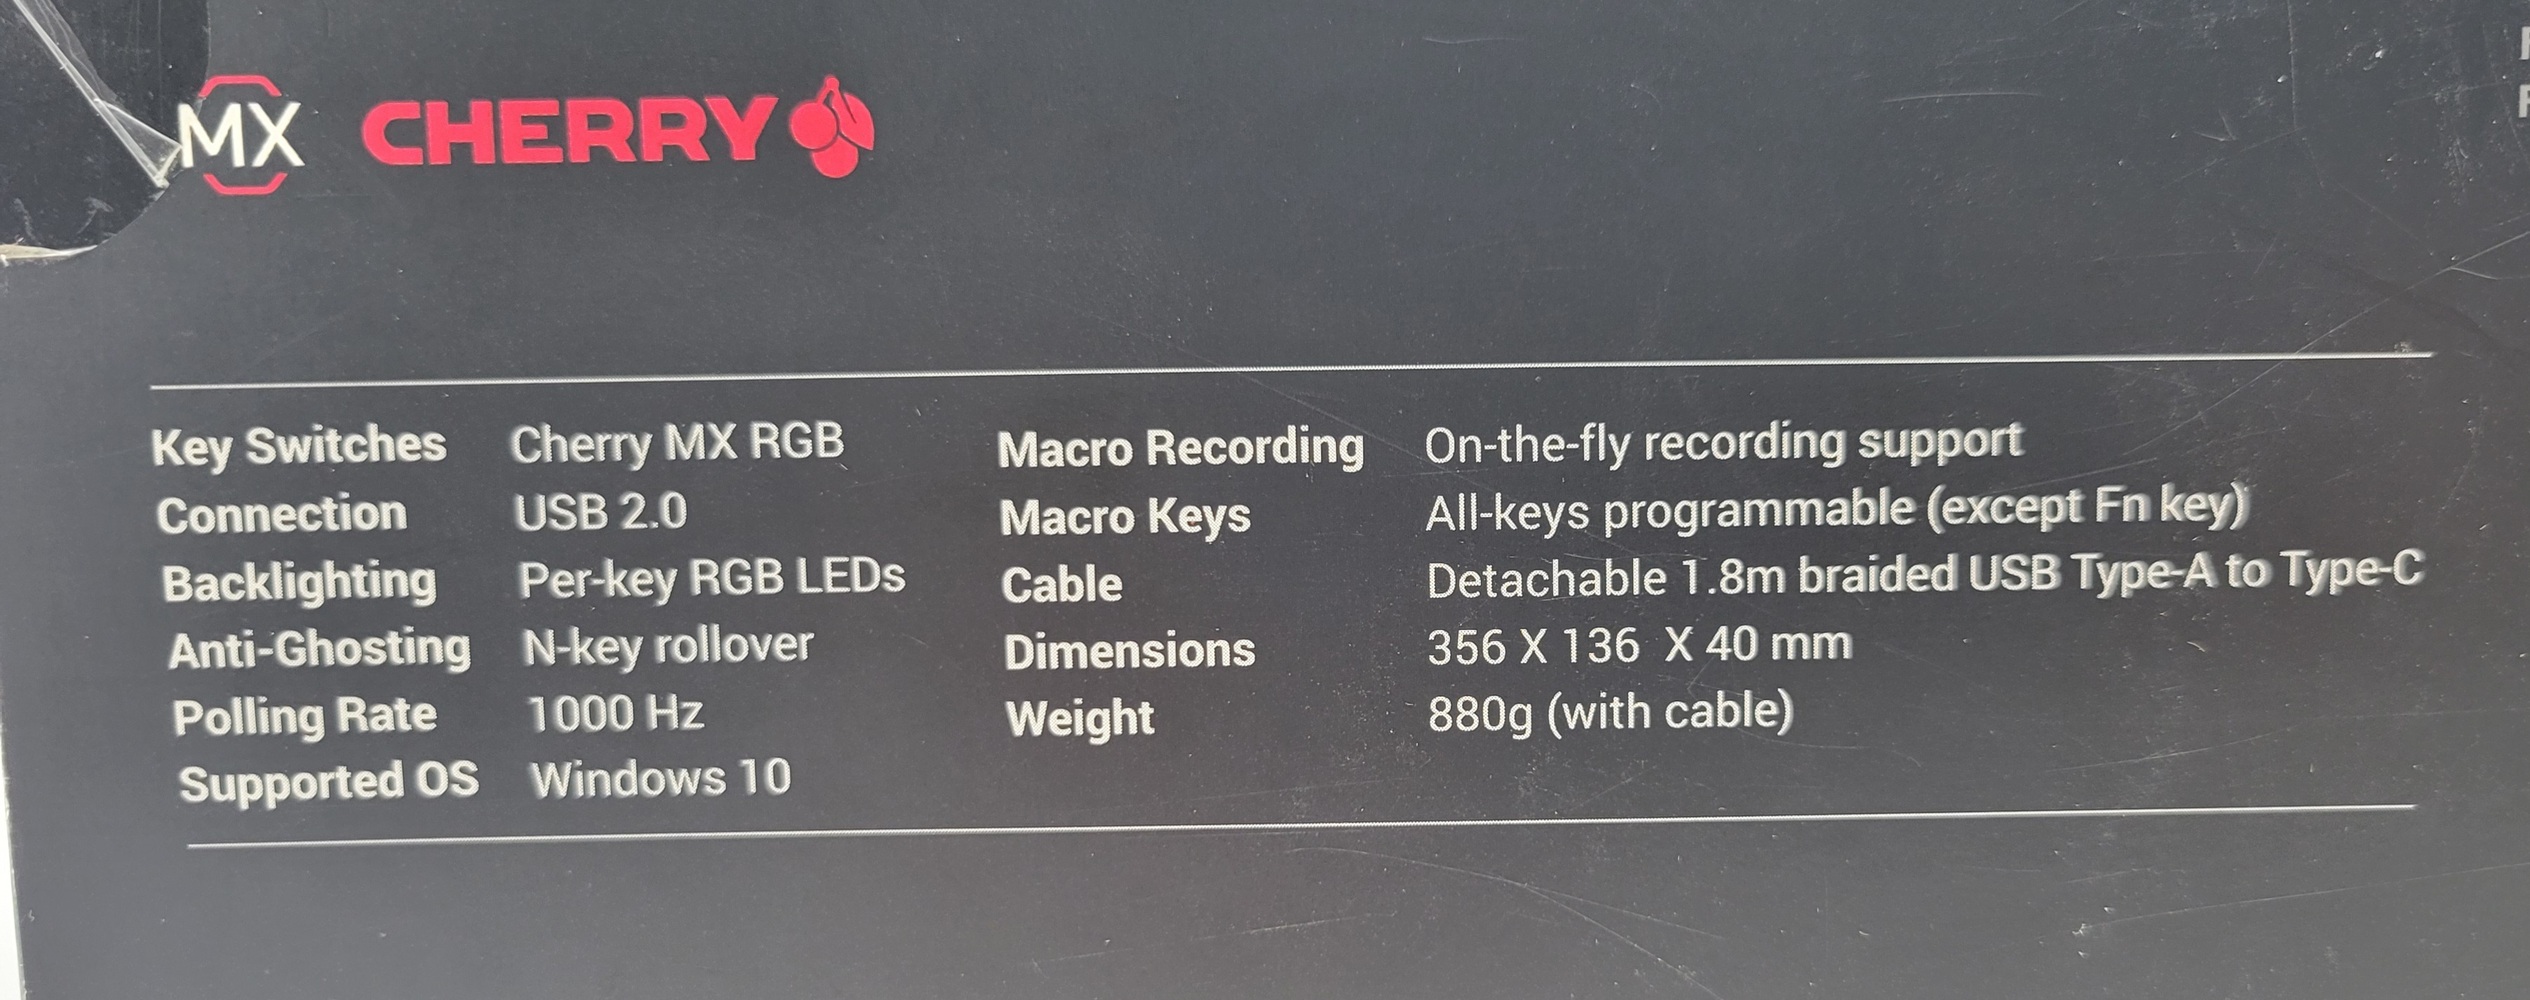 MX CHERRY
Key Switches Cherry MX RGB
Connection USB 2.0
Backlighting Per-key RGB LEDs
Anti-Ghosting N-key rollover
Polling Rate 1000 Hz
Supported OS Windows 10
Macro Recording On-the-fly recording support
Macro Keys All-keys programmable (except Fn key)
Cable Detachable 1.8m braided USB Type-A to Type-C
Dimensions 356 X 136 X 40 mm
Weight 880g (with cable)